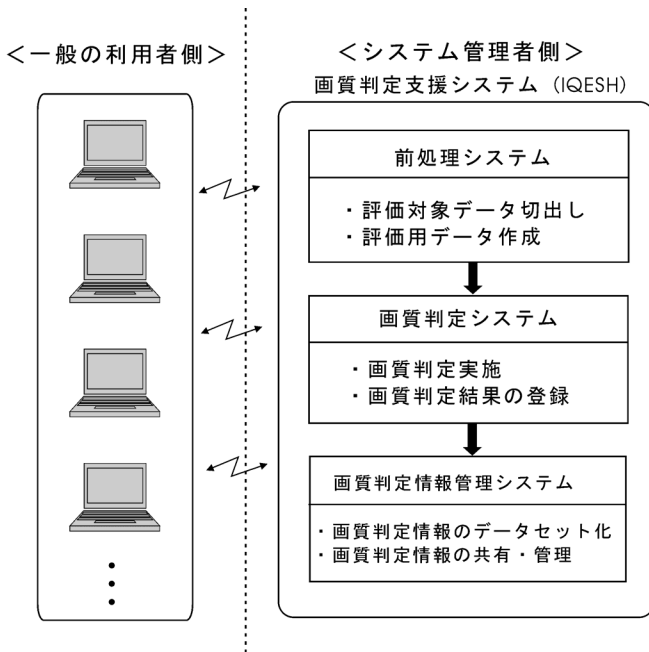 ＜一般の利用者側＞
＜システム管理者側＞
画質判定支援システム（IQESH）
前処理システム
・評価対象データ切出し
・評価用データ作成
画質判定システム
・画質判定実施
・画質判定結果の登録
画質判定情報管理システム
・画質判定情報のデータセット化
・画質判定情報の共有・管理